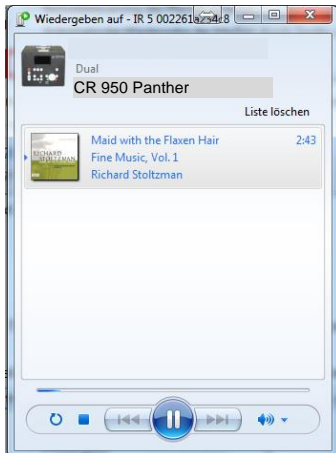 Wiedergeben auf - IR 5 002261a254c8
Dual
CR 950 Panther
Liste löschen
Maid with the Flaxen Hair 2:43
Fine Music, Vol. 1
Richard Stoltzman
RICHARD
STOLTZMAN